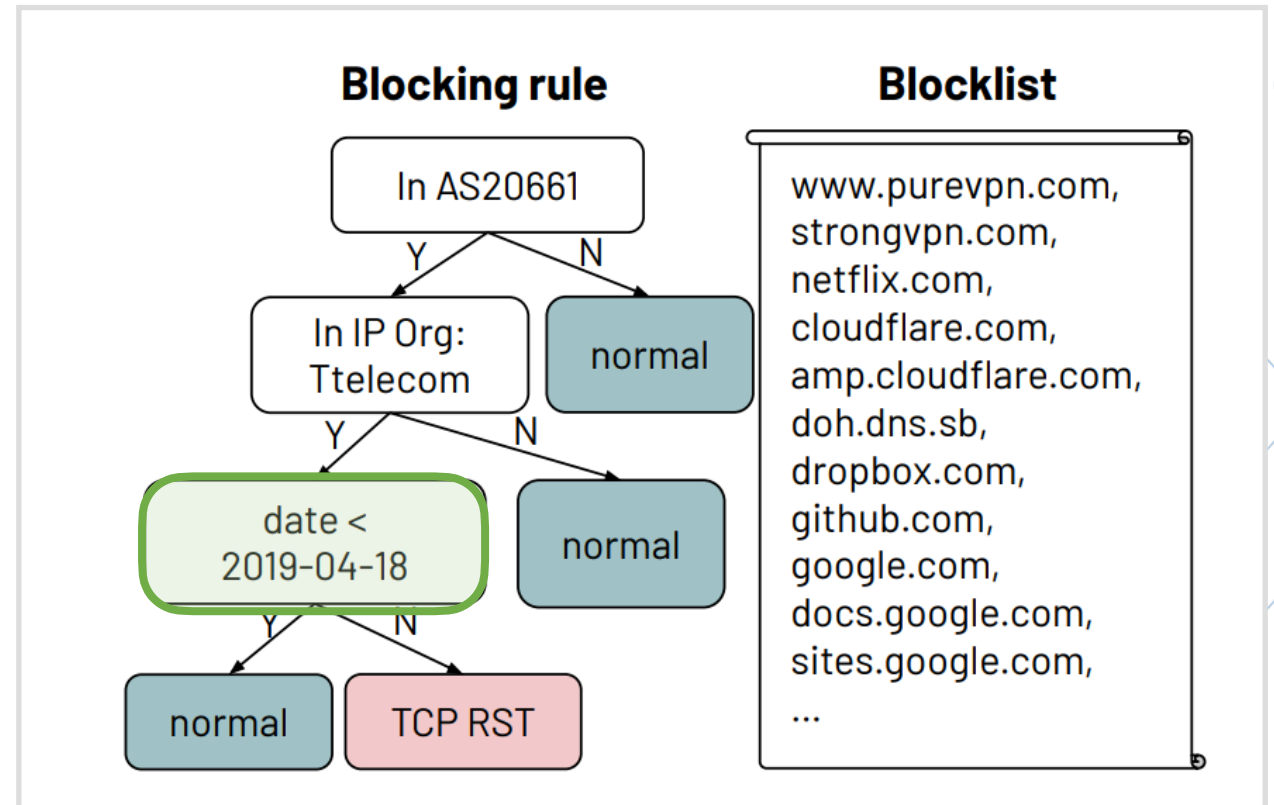 Blocking rule
In AS20661
Y
N
In IP Org:
Ttelecom
normal
Y
N
date <
2019-04-18
normal
Y
N
normal
TCP RST
Blocklist
www.purevpn.com,
strongvpn.com,
netflix.com,
cloudflare.com,
amp.cloudflare.com,
doh.dns.sb,
dropbox.com,
github.com,
google.com,
docs.google.com,
sites.google.com,
...